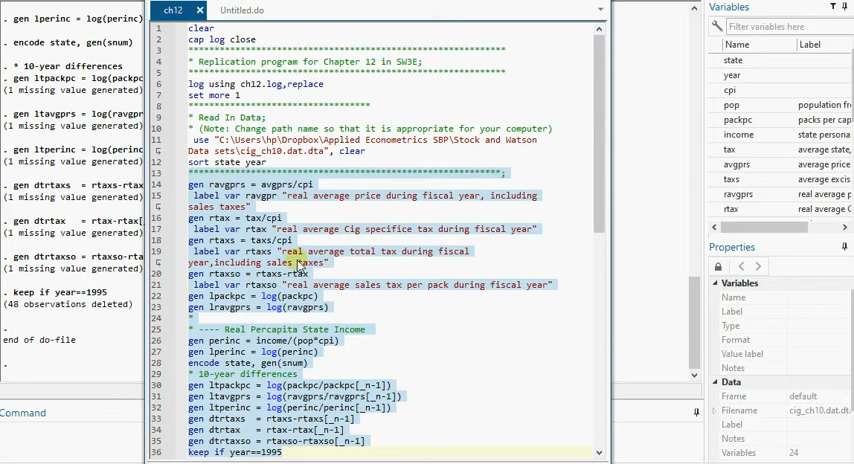 . gen lperinc = log(perinc)
. encode state, gen(snum)
. * 10-year differences
. gen ltpackpc = log(packpc
(1 missing value generated)
. gen ltavgprs = log(ravgpr
(1 missing value generated)
. gen ltperinc = log(perinc
(1 missing value generated)
. gen dtrtaxs = rtaxs-rtax
(1 missing value generated)
. gen dtrtax = rtax-rtax[
(1 missing value generated)
. gen dtrtaxso = rtaxso-rt
(1 missing value generated)
. keep if year==1995
(48 observations deleted)
.
end of do-file
.
Command
ch12
Untitled.do
1 clear
2 cap log close
3 ************************************************************
4 * Replication program for Chapter 12 in SW3E;
5 ************************************************************
6 log using ch12.log,replace
7 set more 1
8 **********************************
9 * Read In Data;
10 * (Note: Change path name so that it is appropriate for your computer)
11 use "C:\Users\hp\Dropbox\Applied Econometrics SBP\Stock and Watson
Data sets\cig_ch10.dat.dta", clear
12 sort state year
13 ***********************************************************;
14 gen ravgprs = avgprs/cpi
15 label var ravgpr "real average price during fiscal year, including
sales taxes"
16 gen rtax = tax/cpi
17 label var rtax "real average Cig specifice tax during fiscal year"
18 gen rtaxs = taxs/cpi
19 label var rtaxs "real average total tax during fiscal
year,including sales taxes"
20 gen rtaxso = rtaxs-rtax
21 label var rtaxso "real average sales tax per pack during fiscal year"
22 gen lpackpc = log(packpc)
23 gen lravgprs = log(ravgprs)
24 *
25 * ---- Real Percapita State Income
26 gen perinc = income/(pop*cpi)
27 gen lperinc = log(perinc)
28 encode state, gen(snum)
29 * 10-year differences
30 gen ltpackpc = log(packpc/packpc[_n-1])
31 gen ltavgprs = log(ravgprs/ravgprs[_n-1])
32 gen ltperinc = log(perinc/perinc[_n-1])
33 gen dtrtaxs = rtaxs-rtaxs[_n-1]
34 gen dtrtax = rtax-rtax[_n-1]
35 gen dtrtaxso = rtaxso-rtaxso[_n-1]
36 keep if year==1995
Variables
Filter variables here
Name Label
state
year
cpi
pop population fr
packpc packs per cap
income state persona
tax average state,
avgprs average price
taxs average excis
ravgprs real average p
rtax real average C
Properties
Variables
Name
Label
Type
Format
Value label
Notes
Data
Frame default
Filename cig_ch10.dat.dta
Label
Notes
Variables 24